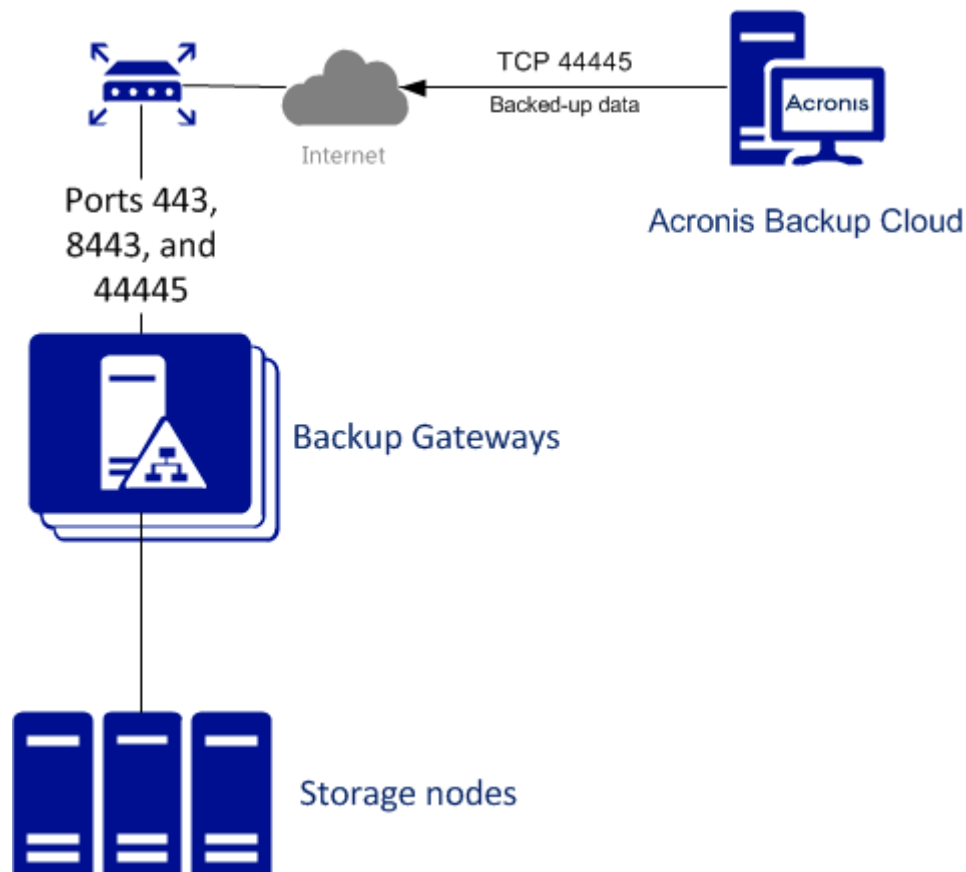 TCP 44445
Backed-up data
Acronis
Internet
Acronis Backup Cloud
Ports 443,
8443, and
44445
Backup Gateways
Storage nodes